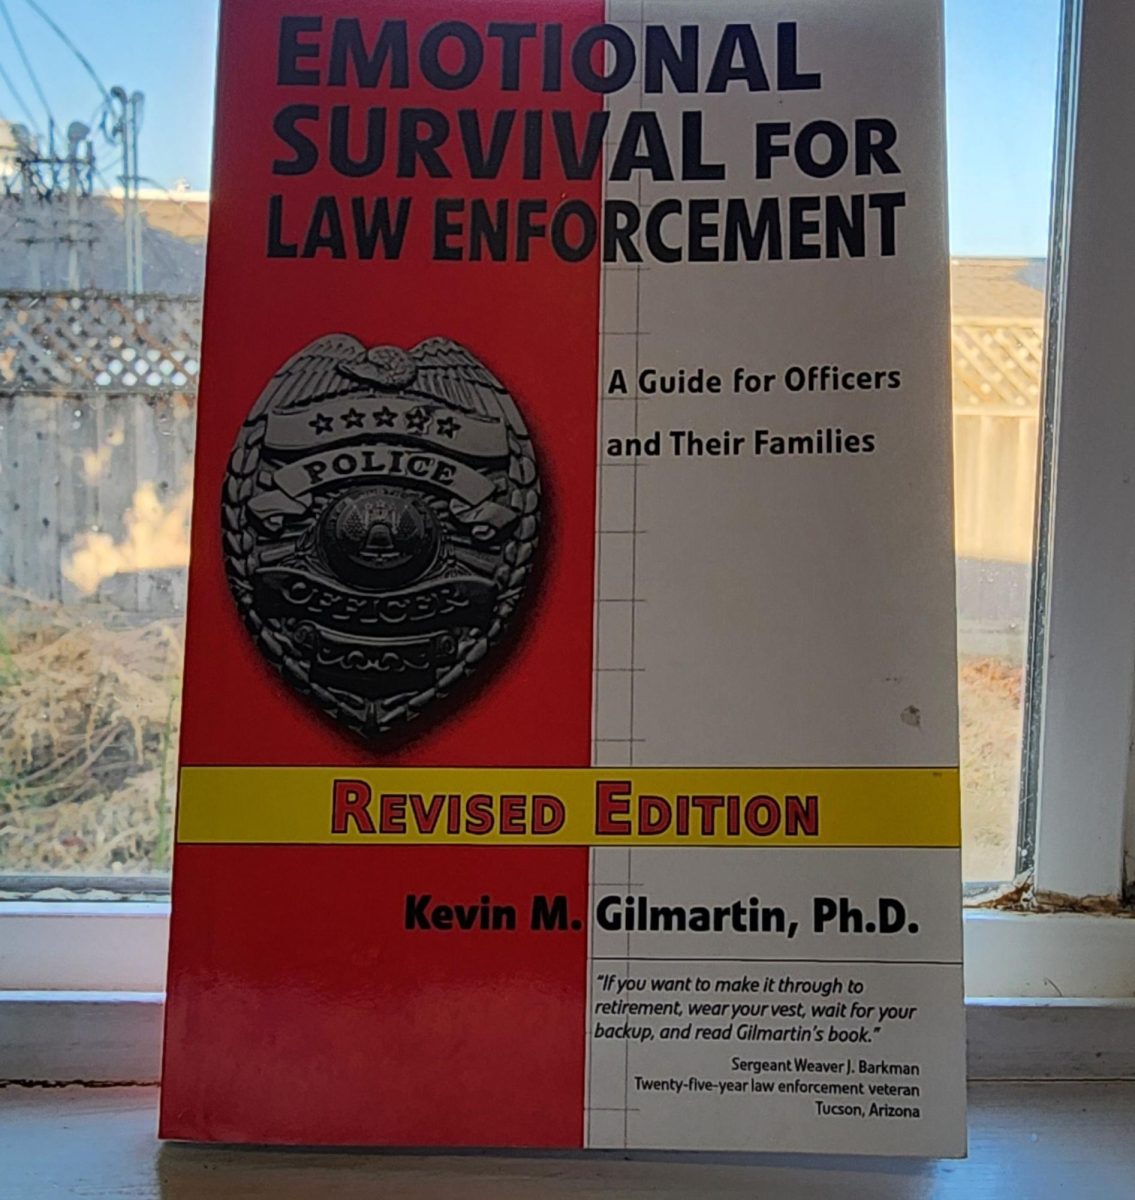 EMOTIONAL
SURVIVAL FOR
LAW ENFORCEMENT
A Guide for Officers
and Their Families
POLICE
OFFICER
REVISED EDITION
Kevin M. Gilmartin, Ph.D.
"If you want to make it through to
retirement, wear your vest, wait for your
backup, and read Gilmartin's book."
Sergeant Weaver J. Barkman
Twenty-five-year law enforcement veteran
Tucson, Arizona